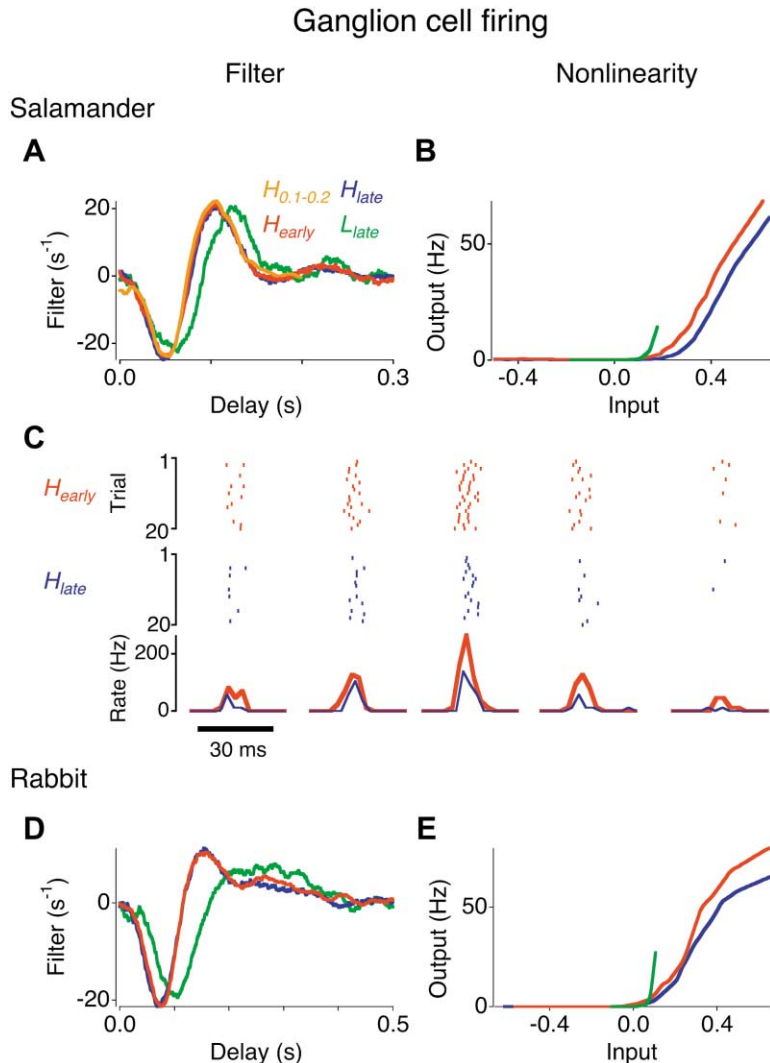 Ganglion cell firing
Filter Nonlinearity
Salamander
A B
H0.1-0.2 Hlate
Hearly Llate
20
0
-20
Filter (s-1)
0.0 0.3
Delay (s)
50
0
Output (Hz)
-0.4 0.0 0.4
Input
C
Hearly
1
Trial
20
Hlate
1
20
200
0
Rate (Hz)
30 ms
Rabbit
D E
0
-20
Filter (s-1)
0.0 0.5
Delay (s)
50
0
Output (Hz)
-0.4 0.0 0.4
Input